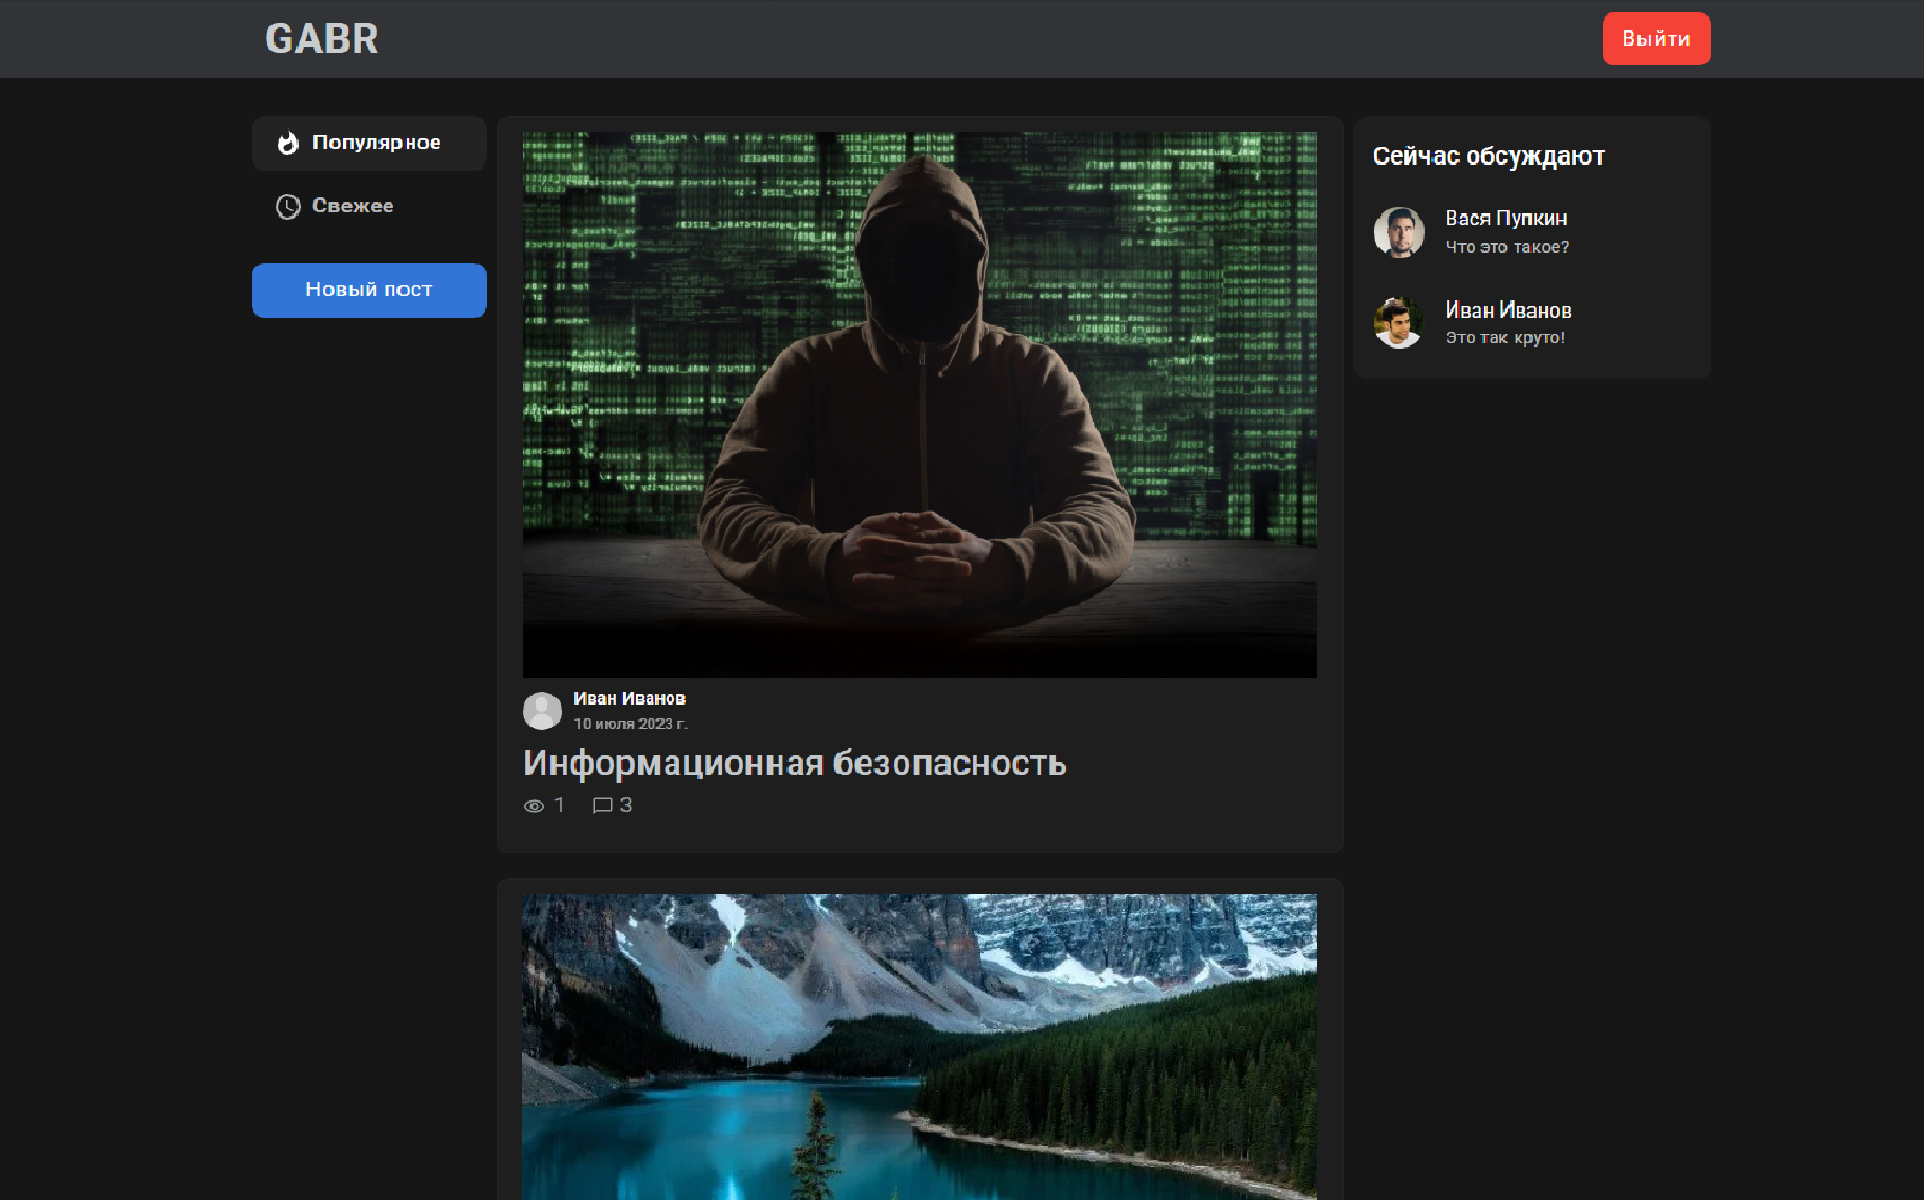 GABR
Выйти
Популярное
Свежее
Новый пост
Иван Иванов
10 июля 2023 г.
Информационная безопасность
1 3
Сейчас обсуждают
Вася Пупкин
Что это такое?
Иван Иванов
Это так круто!